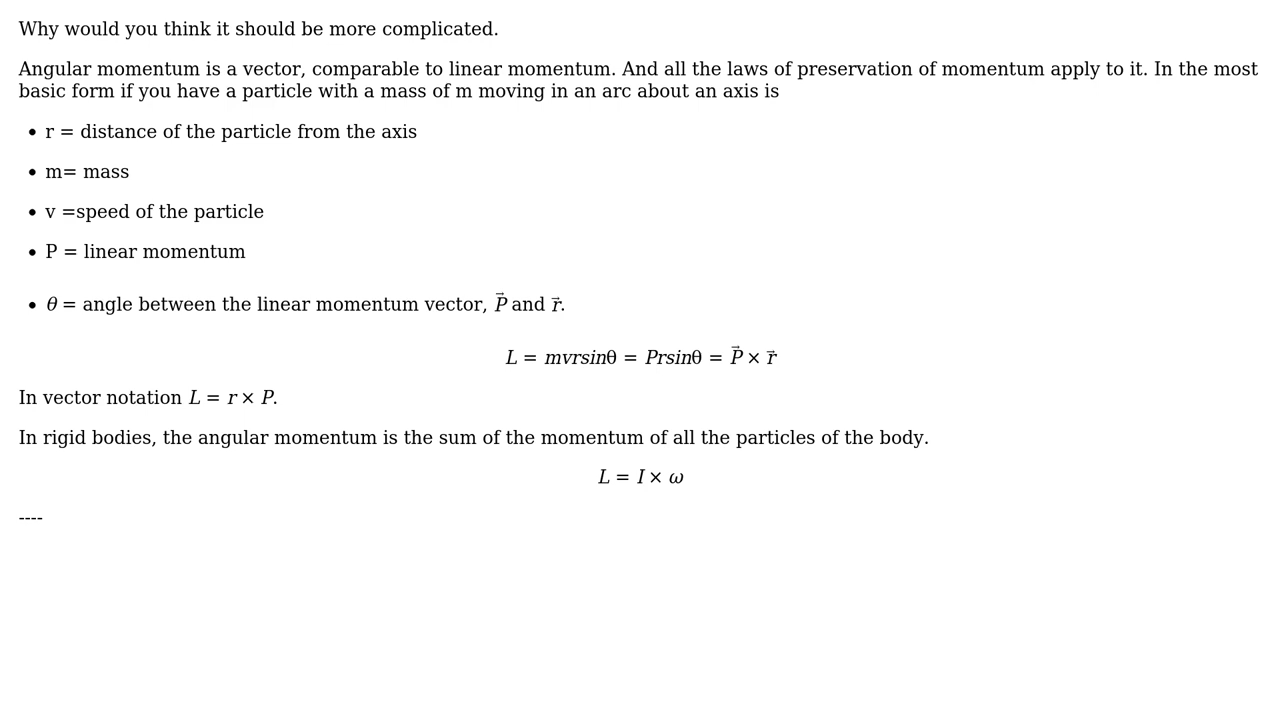 Why would you think it should be more complicated.
Angular momentum is a vector, comparable to linear momentum. And all the laws of preservation of momentum apply to it. In the most
basic form if you have a particle with a mass of m moving in an arc about an axis is
• r = distance of the particle from the axis
• m= mass
• v =speed of the particle
• P = linear momentum
• θ = angle between the linear momentum vector, P⃗ and r⃗.
L = mvrsinθ = Prsinθ = P⃗ × r⃗
In vector notation L = r × P.
In rigid bodies, the angular momentum is the sum of the momentum of all the particles of the body.
L = I × ω
----